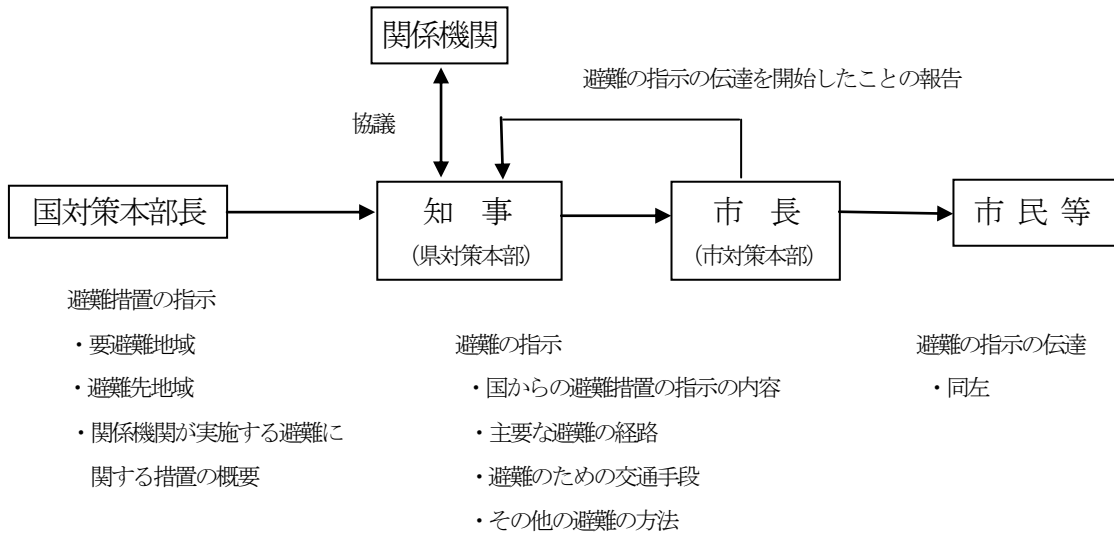 関係機関
避難の指示の伝達を開始したことの報告
協議
国対策本部長
知 事
(県対策本部)
市 長
(市対策本部)
市 民 等
避難措置の指示
・要避難地域
・避難先地域
・関係機関が実施する避難に
関する措置の概要
避難の指示
・国からの避難措置の指示の内容
・主要な避難の経路
・避難のための交通手段
・その他の避難の方法
避難の指示の伝達
・同左